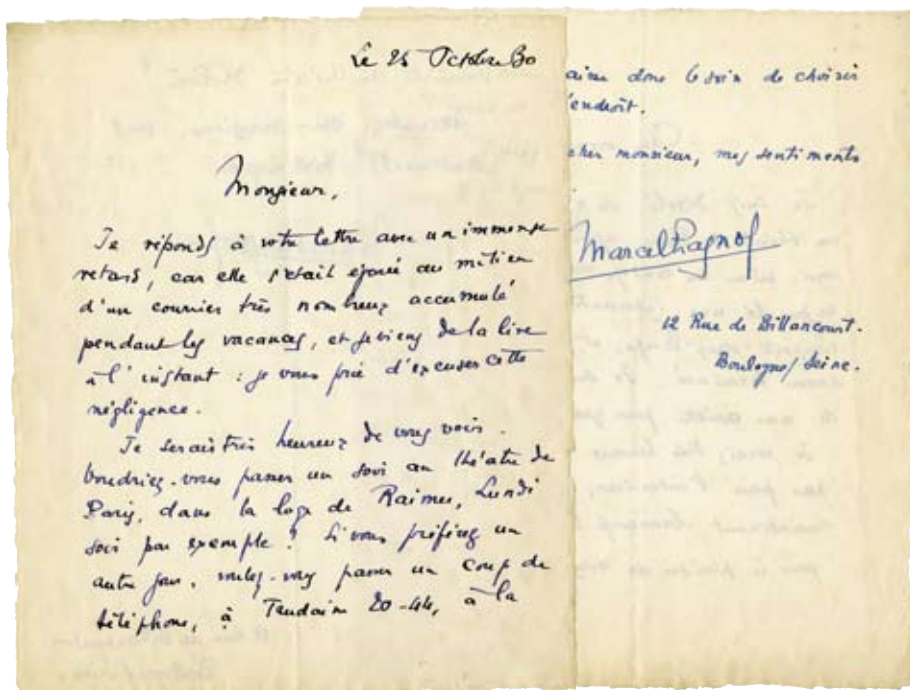 Le 25 Octobre 30
Monsieur,
Je réponds à votre lettre avec un immense
retard, car elle s'était égarée au milieu
d'un courrier très nombreux accumulé
pendant les vacances, et je viens de la lire
à l'instant : je vous prie d'excuser cette
négligence.
Je serais très heureux de vous voir.
Voudriez-vous passer un soir au théâtre de
Paris, dans la loge de Raimu, Lundi
soir par exemple ? Si vous préférez un
autre jour, voulez-vous passer un coup de
téléphone, à 20-44, à la
aisse donc le soin de choisir
l'endroit.
cher monsieur, mes sentiments
Marcel Pagnol
12 Rue de Billancourt.
Boulogne/Seine.